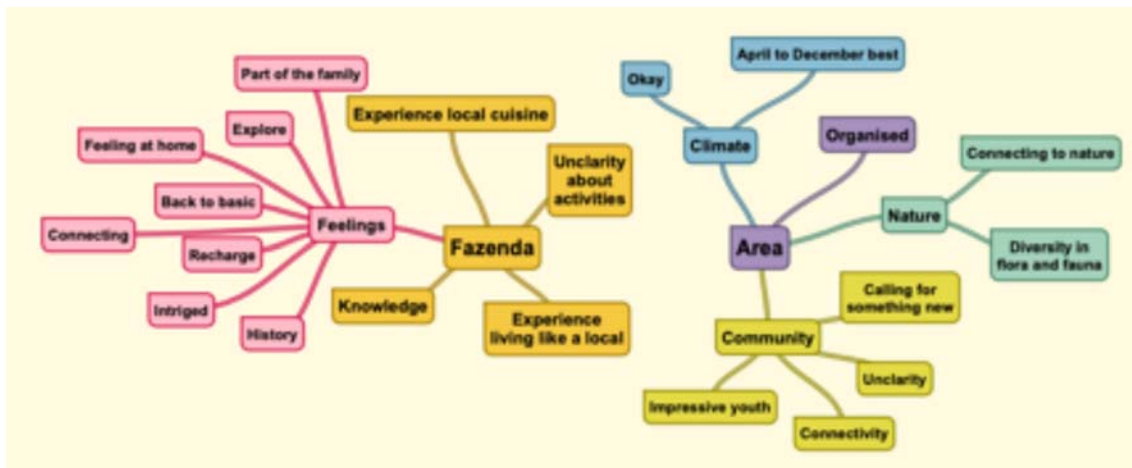 Part of the family
Explore
Feeling at home
Back to basic
Connecting
Recharge
Intriged
History
Feelings
Fazenda
Experience local cuisine
Unclarity
about
activities
Knowledge
Experience
living like a local
Okay
April to December best
Climate
Organised
Area
Nature
Connecting to nature
Diversity in
flora and fauna
Community
Calling for
something new
Unclarity
Connectivity
Impressive youth